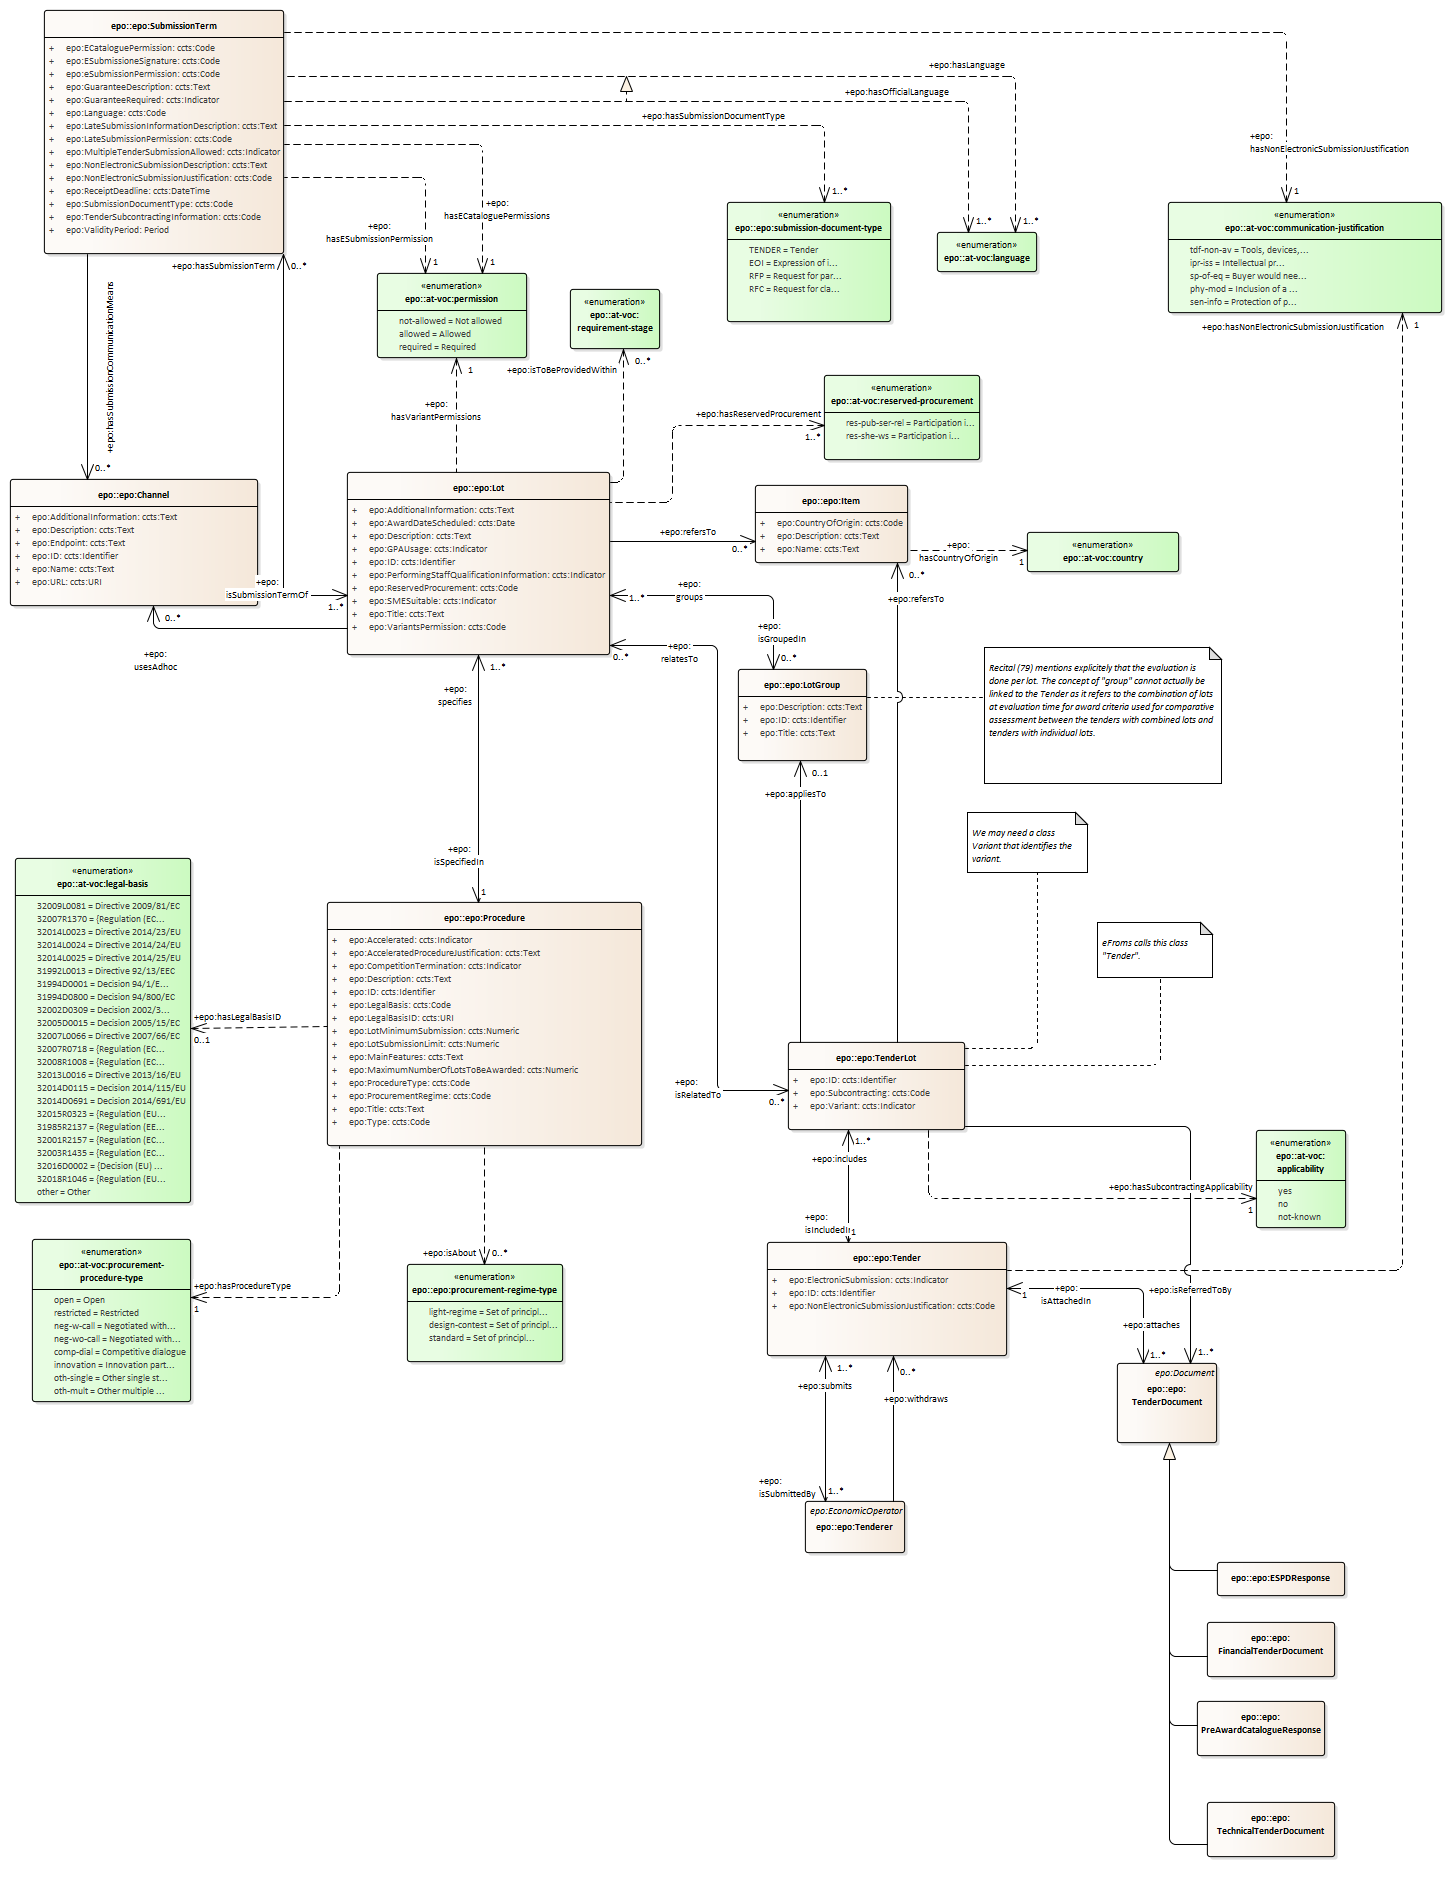 epo::epo:SubmissionTerm
+ epo:ECataloguePermission: ccts:Code
+ epo:ESubmissioneSignature: ccts:Code
+ epo:eSubmissionPermission: ccts:Code
+ epo:GuaranteeDescription: ccts:Text
+ epo:GuaranteeRequired: ccts:Indicator
+ epo:Language: ccts:Code
+ epo:LateSubmissionInformationDescription: ccts:Text
+ epo:LateSubmissionPermission: ccts:Code
+ epo:MultipleTenderSubmissionAllowed: ccts:Indicator
+ epo:NonElectronicSubmissionDescription: ccts:Text
+ epo:NonElectronicSubmissionJustification: ccts:Code
+ epo:ReceiptDeadline: ccts:DateTime
+ epo:SubmissionDocumentType: ccts:Code
+ epo:TenderSubcontractingInformation: ccts:Code
+ epo:ValidityPeriod: Period
+epo:hasLanguage
+epo:hasOfficialLanguage
+epo:hasSubmissionDocumentType
+epo:
hasNonElectronicSubmissionJustification
1..*
1..*
1..*
1
+epo:
hasECataloguePermissions
+epo:
hasESubmissionPermission
1
1
+epo:hasSubmissionTerm
0..*
«enumeration»
epo::epo:submission-document-type
TENDER = Tender
EOI = Expression of i...
RFP = Request for par...
RFC = Request for cla...
«enumeration»
epo::at-voc:language
«enumeration»
epo::at-voc:communication-justification
tdf-non-av = Tools, devices,...
ipr-iss = Intellectual pr...
sp-of-eq = Buyer would nee...
phy-mod = Inclusion of a ...
sen-info = Protection of p...
+epo:hasNonElectronicSubmissionJustification
1
«enumeration»
epo::at-voc:permission
not-allowed = Not allowed
allowed = Allowed
required = Required
«enumeration»
epo::at-voc:
requirement-stage
+epo:isToBeProvidedWithin
0..*
1
+epo:
hasVariantPermissions
+epo:hasSubmissionCommunicationMeans
0..*
«enumeration»
epo::at-voc:reserved-procurement
res-pub-ser-rel = Participation i...
res-she-ws = Participation i...
+epo:hasReservedProcurement
1..*
epo::epo:Channel
+ epo:AdditionalInformation: ccts:Text
+ epo:Description: ccts:Text
+ epo:Endpoint: ccts:Text
+ epo:ID: ccts:Identifier
+ epo:Name: ccts:Text
+ epo:URL: ccts:URI
+epo:
isSubmissionTermOf
1..*
0..*
+epo:
usesAdhoc
epo::epo:Lot
+ epo:AdditionalInformation: ccts:Text
+ epo:AwardDateScheduled: ccts:Date
+ epo:Description: ccts:Text
+ epo:GPAUsage: ccts:Indicator
+ epo:ID: ccts:Identifier
+ epo:PerformingStaffQualificationInformation: ccts:Indicator
+ epo:ReservedProcurement: ccts:Code
+ epo:SMESuitable: ccts:Indicator
+ epo:Title: ccts:Text
+ epo:VariantsPermission: ccts:Code
+epo:refersTo
0..*
epo::epo:Item
+ epo:CountryOfOrigin: ccts:Code
+ epo:Description: ccts:Text
+ epo:Name: ccts:Text
+epo:
hasCountryOfOrigin
1
«enumeration»
epo::at-voc:country
0..*
+epo:refersTo
1..*
+epo:
groups
+epo:
isGroupedIn
0..*
0..*
+epo:
relatesTo
epo::epo:LotGroup
+ epo:Description: ccts:Text
+ epo:ID: ccts:Identifier
+ epo:Title: ccts:Text
Recital (79) mentions explicitely that the evaluation is
done per lot. The concept of "group" cannot actually be
linked to the Tender as it refers to the combination of lots
at evaluation time for award criteria used for comparative
assessment between the tenders with combined lots and
tenders with individual lots.
0..1
+epo:appliesTo
1..*
+epo:
specifies
+epo:
isSpecifiedIn
1
We may need a class
Variant that identifies the
variant.
eFroms calls this class
"Tender".
«enumeration»
epo::at-voc:legal-basis
32009L0081 = Directive 2009/81/EC
32007R1370 = {Regulation (EC...
32014L0023 = Directive 2014/23/EU
32014L0024 = Directive 2014/24/EU
32014L0025 = Directive 2014/25/EU
31992L0013 = Directive 92/13/EEC
31994D0001 = Decision 94/1/E...
31994D0800 = Decision 94/800/EC
32002D0309 = Decision 2002/3...
32005D0015 = Decision 2005/15/EC
32007L0066 = Directive 2007/66/EC
32007R0718 = {Regulation (EC...
32008R1008 = {Regulation (EC...
32013L0016 = Directive 2013/16/EU
32014D0115 = Decision 2014/115/EU
32014D0691 = Decision 2014/691/EU
32015R0323 = {Regulation (EU...
31985R2137 = {Regulation (EE...
32001R2157 = {Regulation (EC...
32003R1435 = {Regulation (EC...
32016D0002 = {Decision (EU) ...
32018R1046 = {Regulation (EU...
other = Other
+epo:hasLegalBasisID
0..1
epo::epo:Procedure
+ epo:Accelerated: ccts:Indicator
+ epo:AcceleratedProcedureJustification: ccts:Text
+ epo:CompetitionTermination: ccts:Indicator
+ epo:Description: ccts:Text
+ epo:ID: ccts:Identifier
+ epo:LegalBasis: ccts:Code
+ epo:LegalBasisID: ccts:URI
+ epo:LotMinimumSubmission: ccts:Numeric
+ epo:LotSubmissionLimit: ccts:Numeric
+ epo:MainFeatures: ccts:Text
+ epo:MaximumNumberOfLotsToBeAwarded: ccts:Numeric
+ epo:ProcedureType: ccts:Code
+ epo:ProcurementRegime: ccts:Code
+ epo:Title: ccts:Text
+ epo:Type: ccts:Code
+epo:
isRelatedTo
0..*
epo::epo:TenderLot
+ epo:ID: ccts:Identifier
+ epo:Subcontracting: ccts:Code
+ epo:Variant: ccts:Indicator
1..*
+epo:includes
+epo:
isIncludedIn
1
+epo:hasSubcontractingApplicability
1
«enumeration»
epo::at-voc:
applicability
yes
no
not-known
«enumeration»
epo::at-voc:procurement-
procedure-type
open = Open
restricted = Restricted
neg-w-call = Negotiated with...
neg-wo-call = Negotiated with...
comp-dial = Competitive dialogue
innovation = Innovation part...
oth-single = Other single st...
oth-mult = Other multiple ...
+epo:hasProcedureType
1
+epo:isAbout
0..*
«enumeration»
epo::epo:procurement-regime-type
light-regime = Set of principl...
design-contest = Set of principl...
standard = Set of principl...
epo::epo:Tender
+ epo:ElectronicSubmission: ccts:Indicator
+ epo:ID: ccts:Identifier
+ epo:NonElectronicSubmissionJustification: ccts:Code
1
+epo:
isAttachedIn
+epo:isReferredToBy
+epo:attaches
1..*
1..*
1..*
+epo:submits
0..*
+epo:withdraws
+epo:
isSubmittedBy
1..*
epo:EconomicOperator
epo::epo:Tenderer
epo:Document
epo::epo:
TenderDocument
epo::epo:ESPDResponse
epo::epo:
FinancialTenderDocument
epo::epo:
PreAwardCatalogueResponse
epo::epo:
TechnicalTenderDocument